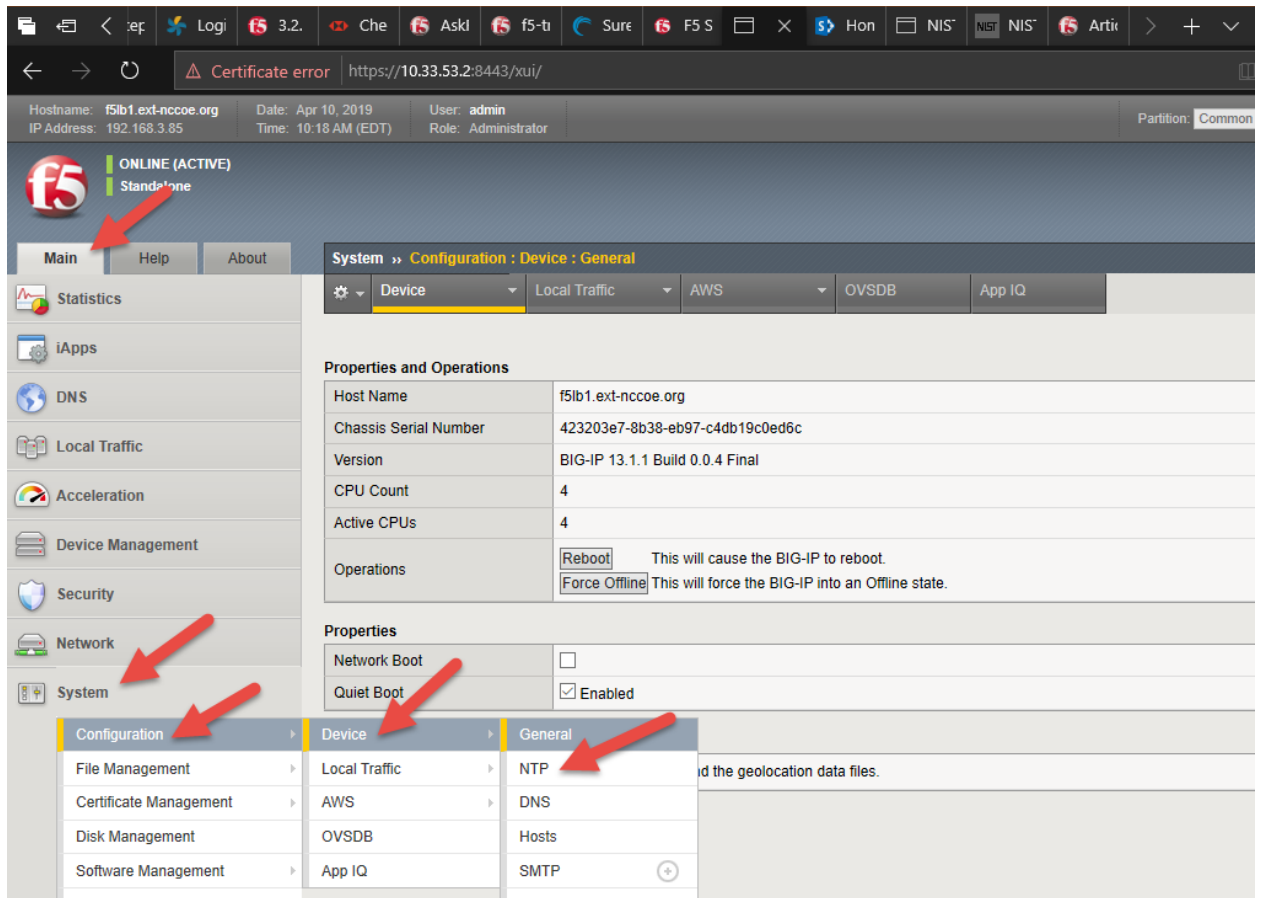 Logi
3.2.
Che
Askl
Sure
F5 S
Hon
NIS
NIST
NIS
Certificate error https://10.33.53.2:8443/xui/
Hostname: f5lb1.ext-nccoe.org Date: Apr 10, 2019 User: admin
IP Address: 192.168.3.85 Time: 10:18 AM (EDT) Role: Administrator
Partition: Common
f5
ONLINE (ACTIVE)
Standalone
Main Help About
System ›› Configuration : Device : General
Device Local Traffic AWS OVSDB App IQ
Statistics
iApps
DNS
Local Traffic
Acceleration
Device Management
Security
Network
System
Properties and Operations
Host Name f5lb1.ext-nccoe.org
Chassis Serial Number 423203e7-8b38-eb97-c4db19c0ed6c
Version BIG-IP 13.1.1 Build 0.0.4 Final
CPU Count 4
Active CPUs 4
Operations
Reboot This will cause the BIG-IP to reboot.
Force Offline This will force the BIG-IP into an Offline state.
Properties
Network Boot
Quiet Boot Enabled
the geolocation data files.
Configuration
File Management
Certificate Management
Disk Management
Software Management
Device
Local Traffic
AWS
OVSDB
App IQ
General
NTP
DNS
Hosts
SMTP